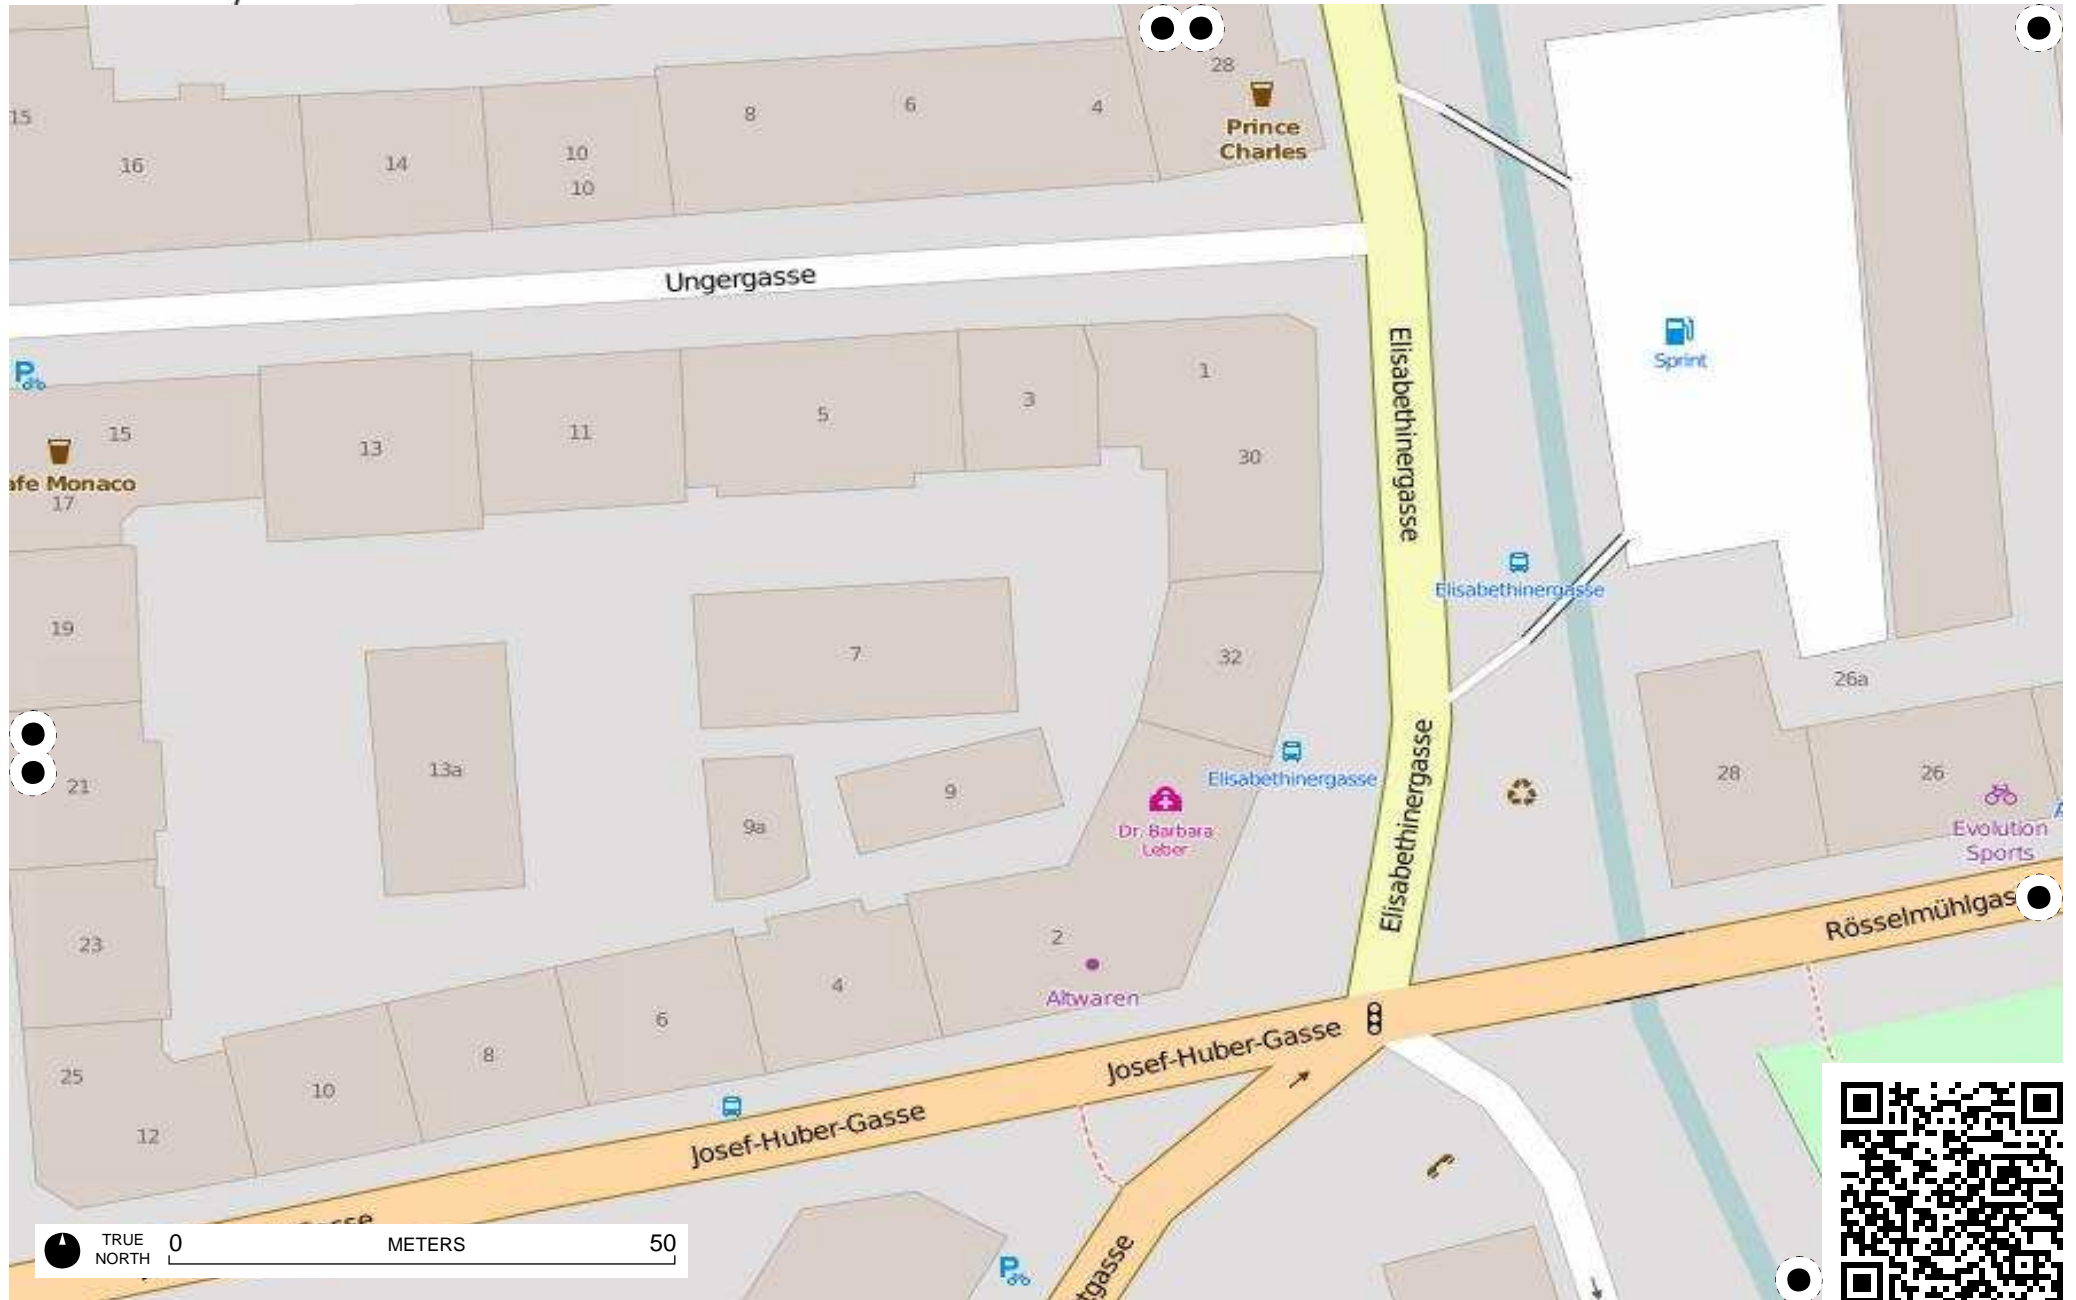 28
Prince
Charles
15
16
14
10
10
8
6
4
Ungergasse
Elisabethinergasse
Sprint
15
afe Monaco
17
13
11
5
3
1
30
Elisabethinergasse
19
7
32
26a
21
13a
9a
9
Dr. Barbara
Leber
Elisabethinergasse
Elisabethinergasse
28
26
Evolution
Sports
Rösselmühlgas
23
2
Altwaren
4
6
8
10
25
12
Josef-Huber-Gasse
Josef-Huber-Gasse
asse
tgasse
P
P
TRUE
NORTH
0 METERS 50